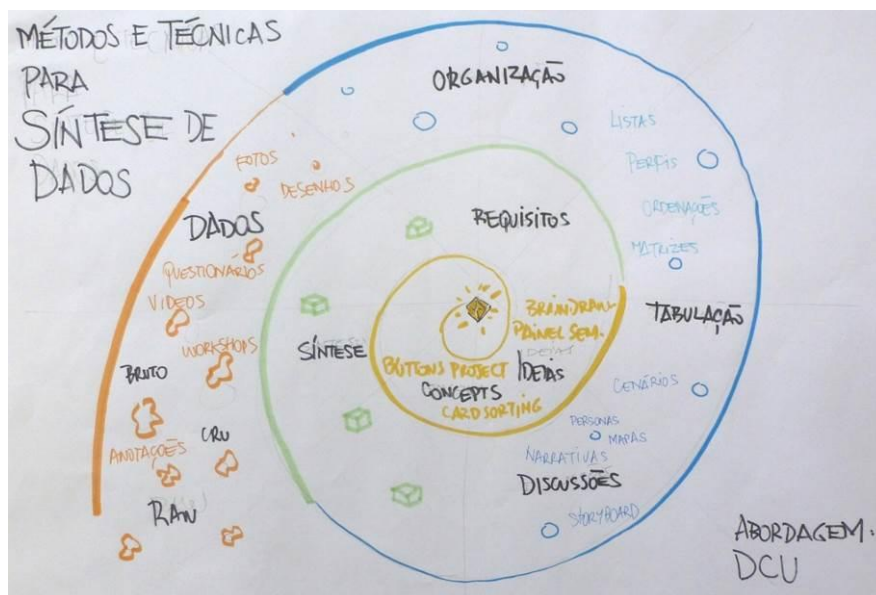 MÉTODOS E TÉCNICAS
PARA
SÍNTESE DE
DADOS
ORGANIZAÇÃO
LISTAS
PERFIS
ORDENAÇÕES
MATRIZES
TABULAÇÃO
CENÁRIOS
PERSONAS
MAPAS
NARRATIVAS
DISCUSSÕES
STORYBOARD
FOTOS
DESENHOS
DADOS
QUESTIONÁRIOS
VIDEOS
WORKSHOPS
BRUTO
CRU
ANOTAÇÕES
RAW
REQUISITOS
SÍNTESE
BRAINDRAW
PAINEL SEM.
IDEIAS
BUTTONS PROJECT
CONCEPTS
CARDSORTING
ABORDAGEM.
DCU